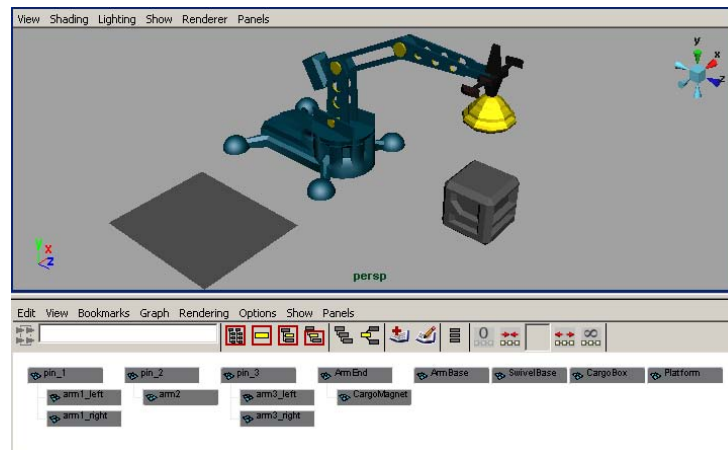 View Shading Lighting Show Renderer Panels
y
x
z
y
x
z
persp
Edit View Bookmarks Graph Rendering Options Show Panels
0
pin_1 pin_2 pin_3 ArmEnd ArmBase SwivelBase CargoBox Platform
arm1_left arm2 arm3_left CargoMagnet
arm1_right arm3_right